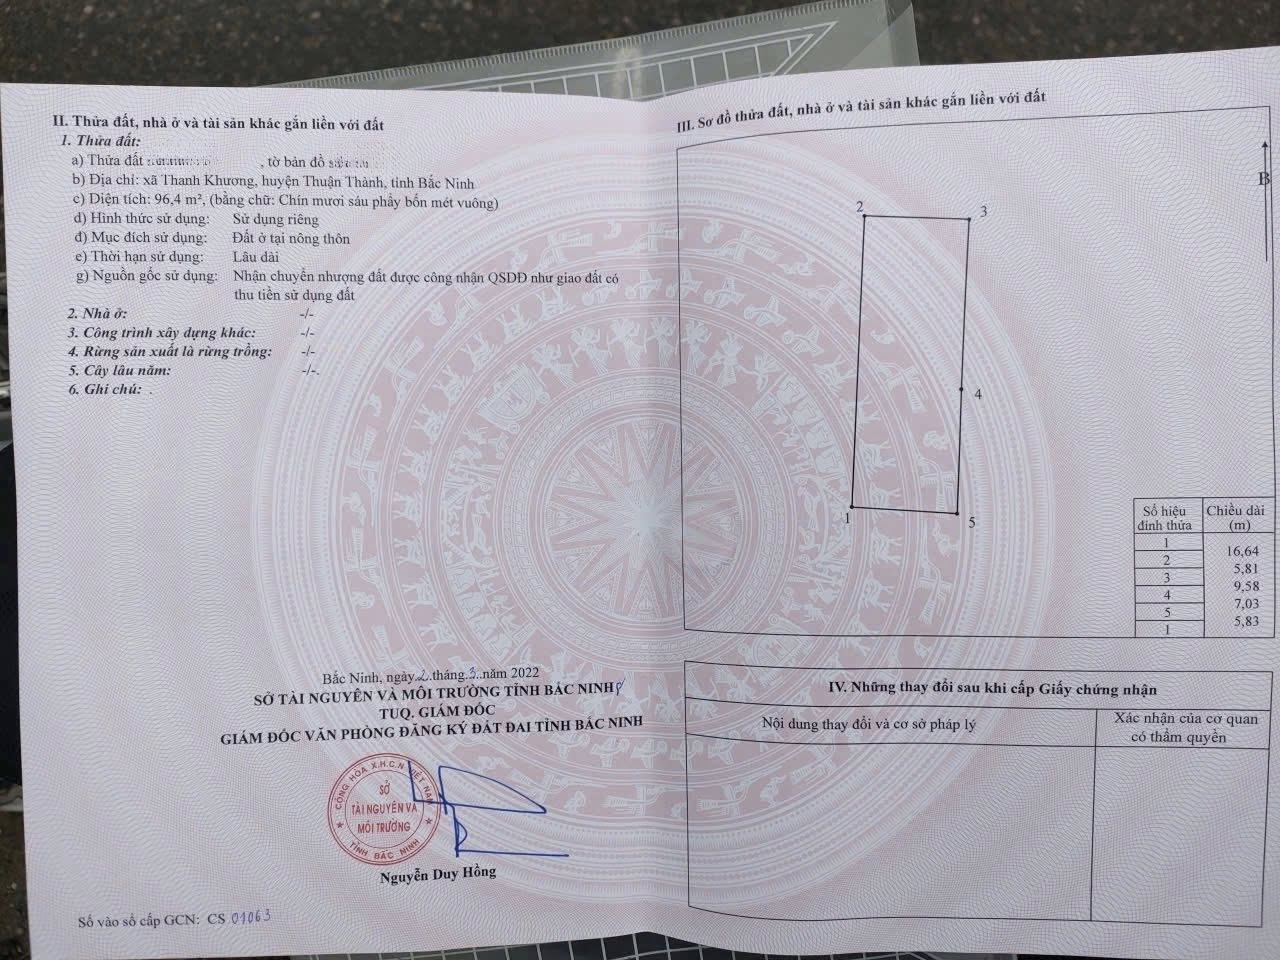 II. Thửa đất, nhà ở và tài sản khác gắn liền với đất
1. Thửa đất:
a) Thửa đất , tờ bản đồ
b) Địa chỉ: xã Thanh Khương, huyện Thuận Thành, tỉnh Bắc Ninh
c) Diện tích: 96,4 m², (bằng chữ: Chín mươi sáu phẩy bốn mét vuông)
d) Hình thức sử dụng: Sử dụng riêng
đ) Mục đích sử dụng: Đất ở tại nông thôn
e) Thời hạn sử dụng: Lâu dài
g) Nguồn gốc sử dụng: Nhận chuyển nhượng đất được công nhận QSDĐ như giao đất có
thu tiền sử dụng đất
2. Nhà ở: -/-
3. Công trình xây dựng khác: -/-
4. Rừng sản xuất là rừng trồng: -/-
5. Cây lâu năm: -/-.
6. Ghi chú: .
Bắc Ninh, ngày 2 tháng 3 năm 2022
SỞ TÀI NGUYÊN VÀ MÔI TRƯỜNG TỈNH BẮC NINH
TUQ. GIÁM ĐỐC
GIÁM ĐỐC VĂN PHÒNG ĐĂNG KÝ ĐẤT ĐAI TỈNH BẮC NINH
CỘNG HÒA X.H.C.N VIỆT NAM
SỞ
TÀI NGUYÊN VÀ
MÔI TRƯỜNG
TỈNH BẮC NINH
Nguyễn Duy Hồng
Số vào sổ cấp GCN: CS 01063
III. Sơ đồ thửa đất, nhà ở và tài sản khác gắn liền với đất
B
2
3
4
1
5
Số hiệu đỉnh thửa
Chiều dài (m)
1
16,64
2
5,81
3
9,58
4
7,03
5
5,83
1
IV. Những thay đổi sau khi cấp Giấy chứng nhận
Nội dung thay đổi và cơ sở pháp lý
Xác nhận của cơ quan
có thẩm quyền